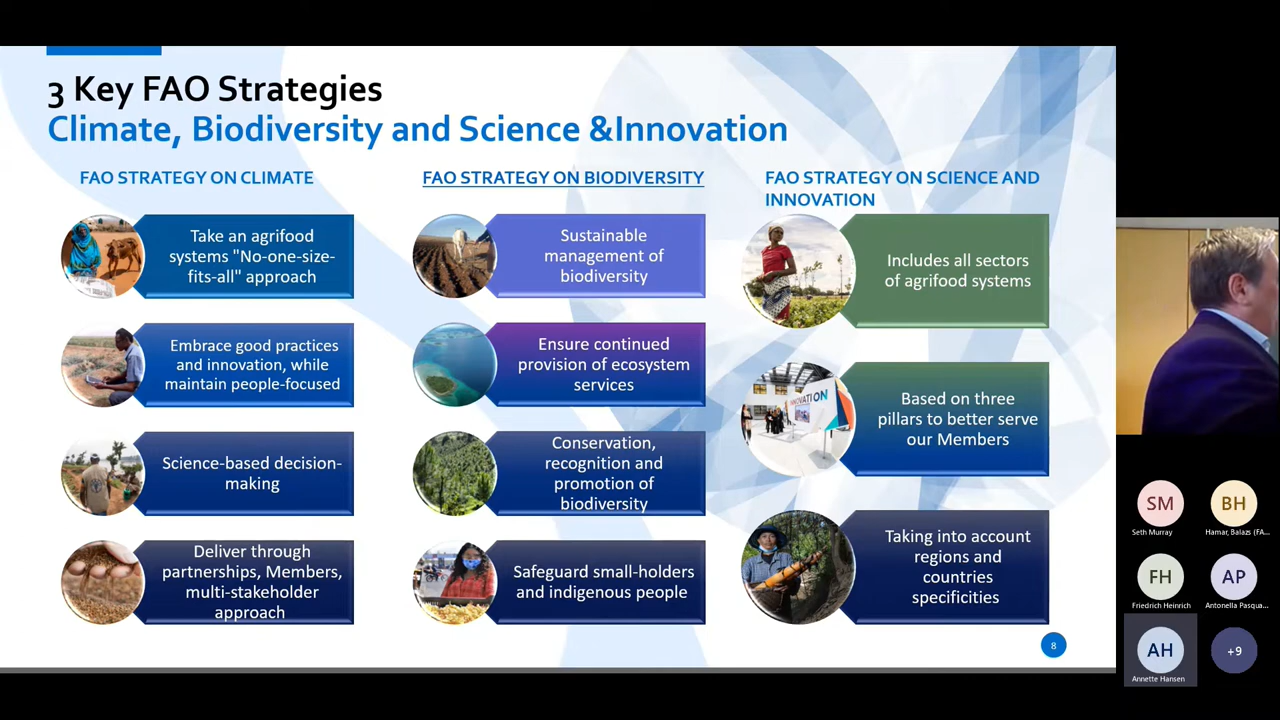 3 Key FAO Strategies
Climate, Biodiversity and Science &Innovation
FAO STRATEGY ON CLIMATE
Take an agrifood
systems "No-one-size-
fits-all" approach
Embrace good practices
and innovation, while
maintain people-focused
Science-based decision-
making
Deliver through
partnerships, Members,
multi-stakeholder
approach
FAO STRATEGY ON BIODIVERSITY
Sustainable
management of
biodiversity
Ensure continued
provision of ecosystem
services
Conservation,
recognition and
promotion of
biodiversity
Safeguard small-holders
and indigenous people
FAO STRATEGY ON SCIENCE AND
INNOVATION
Includes all sectors
of agrifood systems
INNOVATION
Based on three
pillars to better serve
our Members
Taking into account
regions and
countries
specificities
8
SM
Seth Murray
BH
Hamar, Balazs (FA...
FH
Friedrich Heinrich
AP
Antonella Pasqua...
AH
Annette Hansen
+9